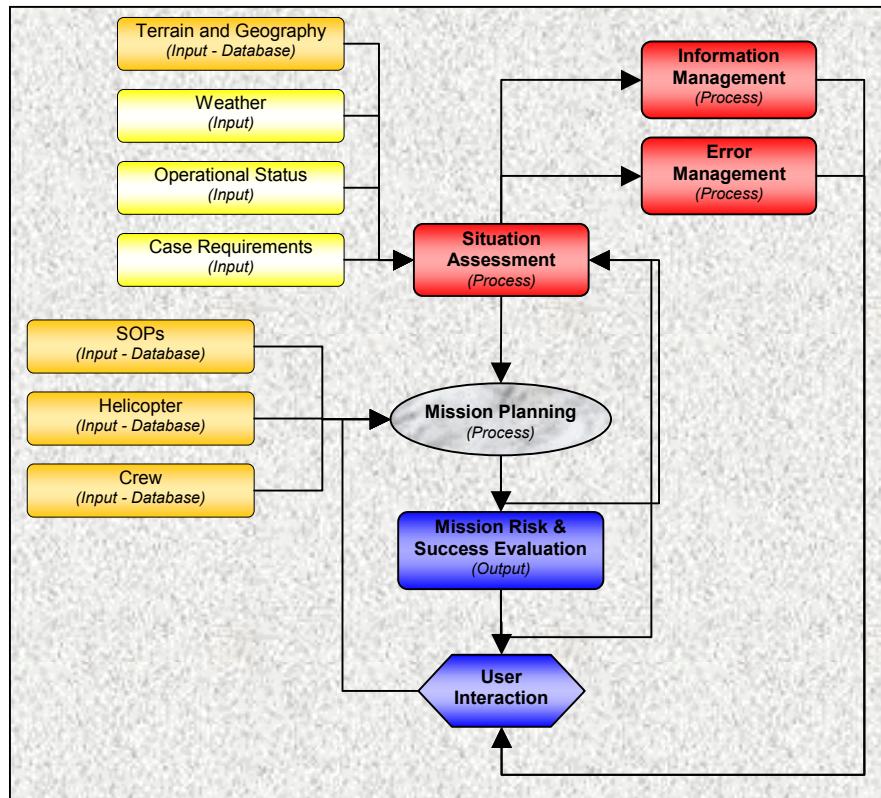 Terrain and Geography
(Input - Database)
Weather
(Input)
Operational Status
(Input)
Case Requirements
(Input)
Information
Management
(Process)
Error
Management
(Process)
Situation
Assessment
(Process)
SOPs
(Input - Database)
Helicopter
(Input - Database)
Crew
(Input - Database)
Mission Planning
(Process)
Mission Risk &
Success Evaluation
(Output)
User
Interaction